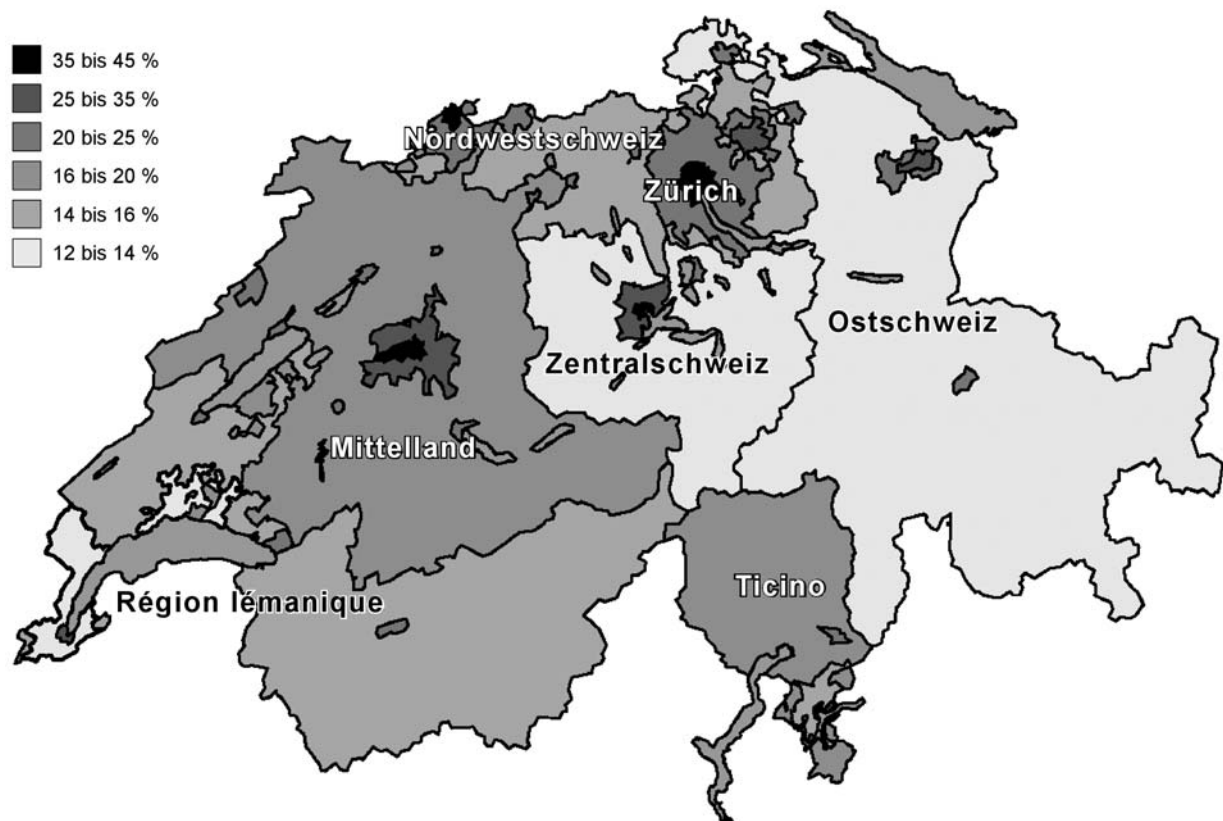 35 bis 45 %
25 bis 35 %
20 bis 25 %
16 bis 20 %
14 bis 16 %
12 bis 14 %
Nordwestschweiz
Zürich
Ostschweiz
Zentralschweiz
Mittelland
Ticino
Région lémanique